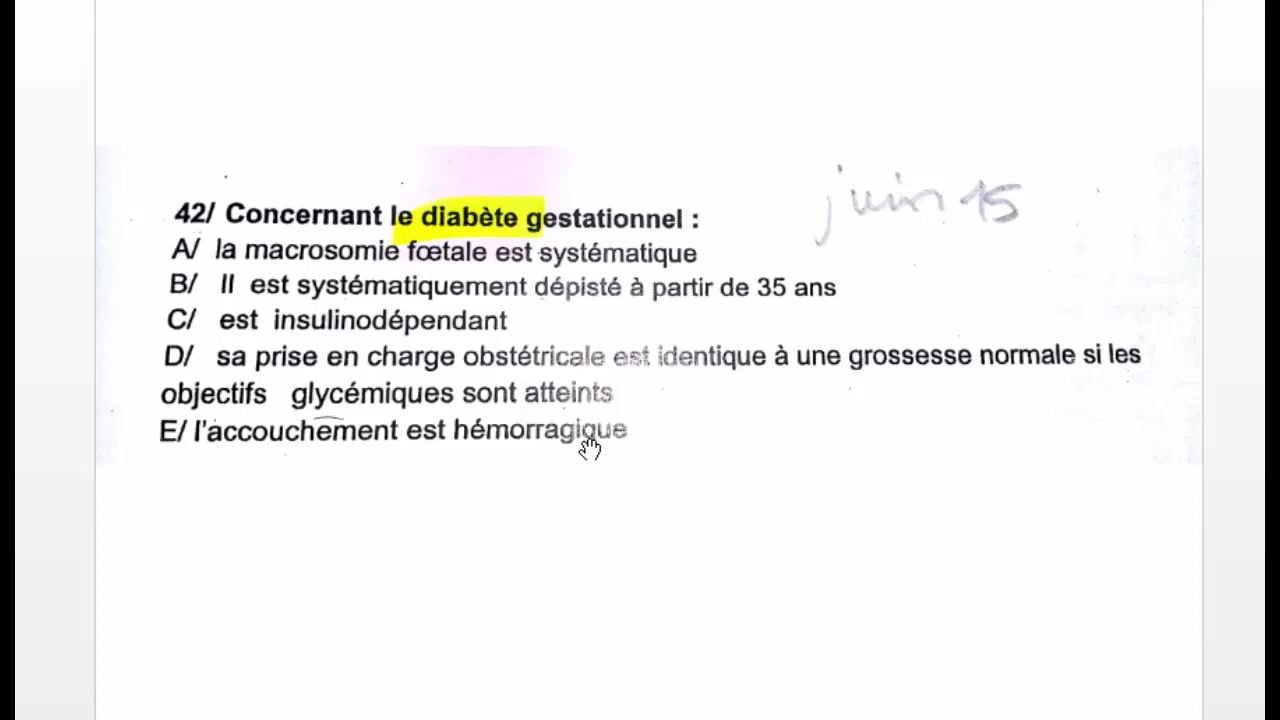 juin 15
42/ Concernant le diabète gestationnel :
A/ la macrosomie fœtale est systématique
B/ Il est systématiquement dépisté à partir de 35 ans
C/ est insulinodépendant
D/ sa prise en charge obstétricale est identique à une grossesse normale si les
objectifs glycémiques sont atteints
E/ l'accouchement est hémorragique